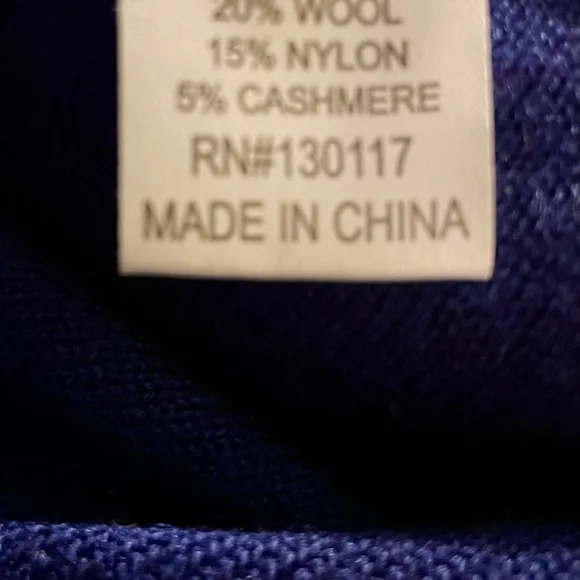 20% WOOL
15% NYLON
5% CASHMERE
RN#130117
MADE IN CHINA